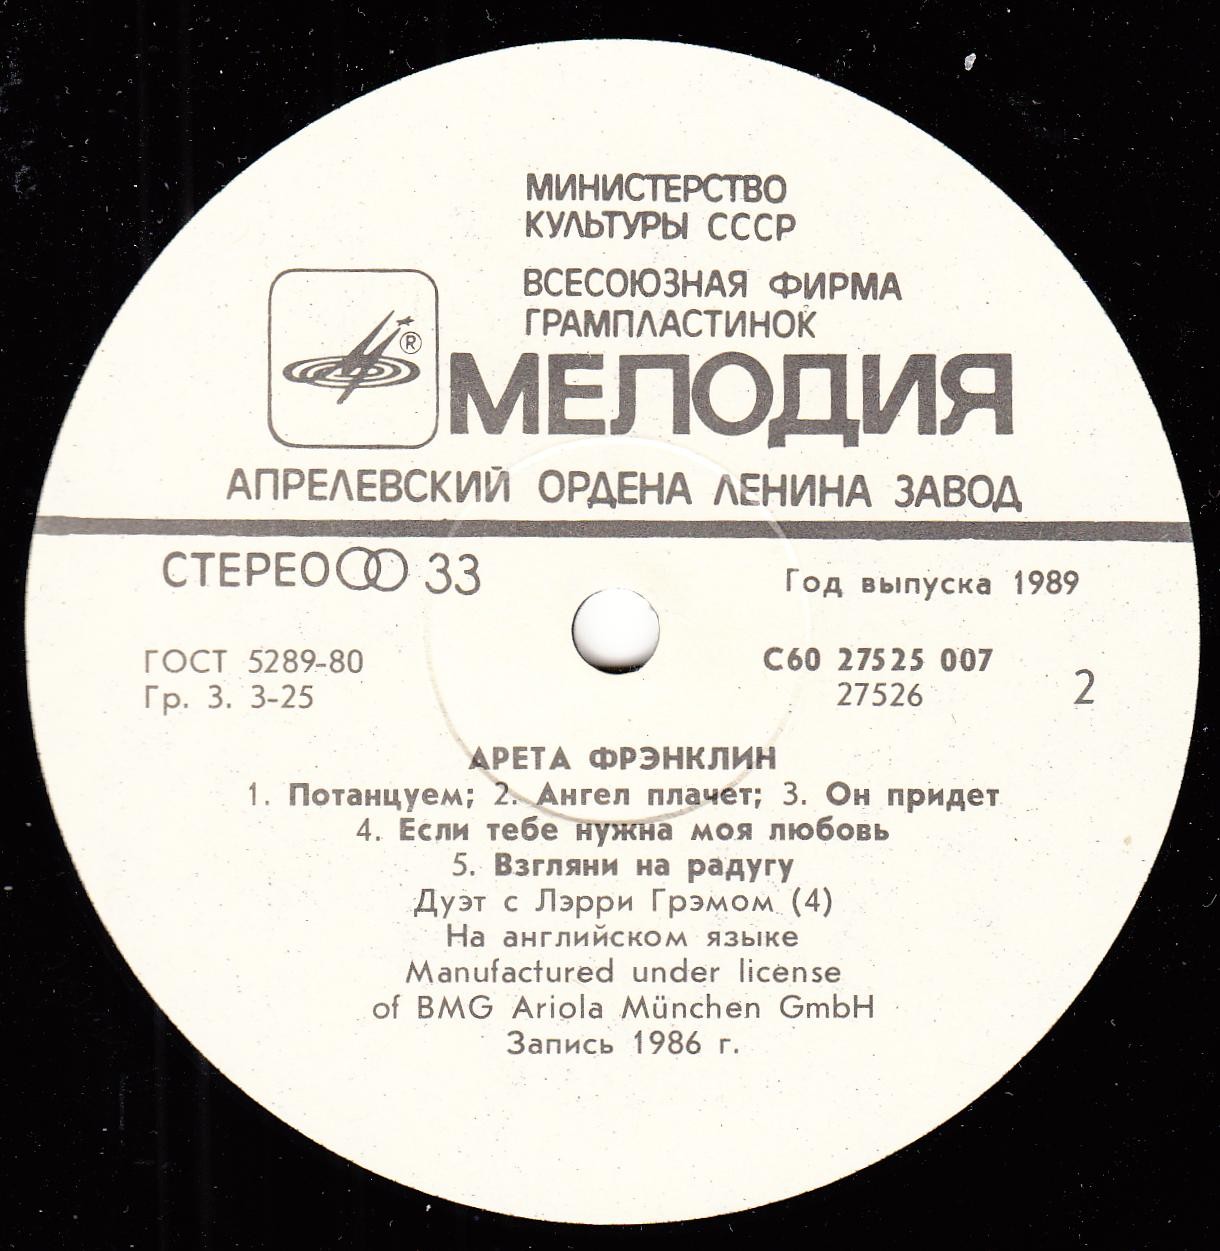 МИНИСТЕРСТВО
КУЛЬТУРЫ СССР
ВСЕСОЮЗНАЯ ФИРМА
ГРАМПЛАСТИНОК
®
МЕЛОДИЯ
АПРЕЛЕВСКИЙ ОРДЕНА ЛЕНИНА ЗАВОД
СТЕРЕО 33
Год выпуска 1989
ГОСТ 5289-80
Гр. 3. 3-25
С60 27525 007
27526
2
АРЕТА ФРЭНКЛИН
1. Потанцуем; 2. Ангел плачет; 3. Он придет
4. Если тебе нужна моя любовь
5. Взгляни на радугу
Дуэт с Лэрри Грэмом (4)
На английском языке
Manufactured under license
of BMG Ariola München GmbH
Запись 1986 г.